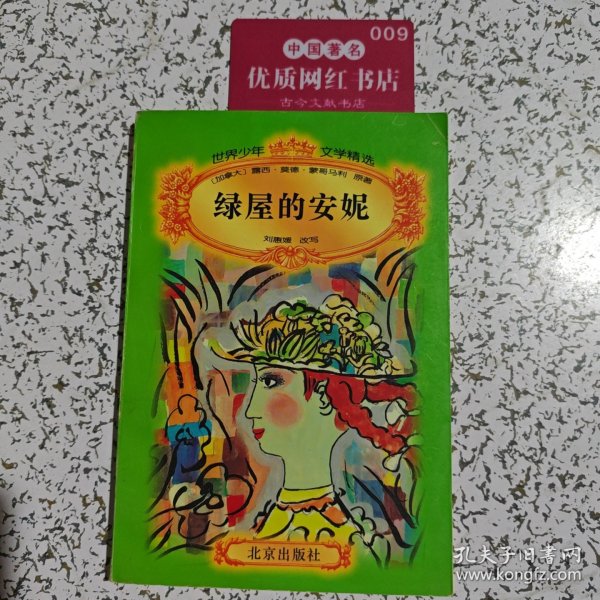 009
中国著名
优质网红书店
古今文献书店
世界少年 文学精选
〔加拿大〕露西·莫德·蒙哥马利 原著
绿屋的安妮
刘惠媛 改写
北京出版社
孔夫子旧书网
www.kongfz.com